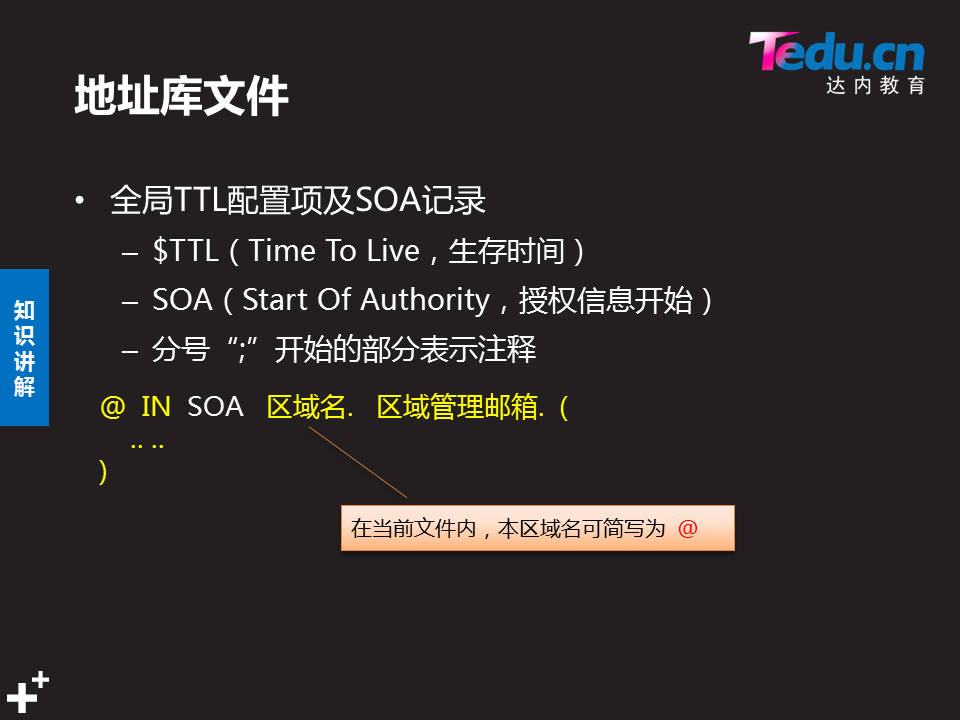 Tedu.cn
达内教育
地址库文件
• 全局TTL配置项及SOA记录
– $TTL（Time To Live，生存时间）
– SOA（Start Of Authority，授权信息开始）
– 分号“;”开始的部分表示注释
知识讲解
@ IN SOA 区域名. 区域管理邮箱. (
.. ..
)
在当前文件内，本区域名可简写为 @